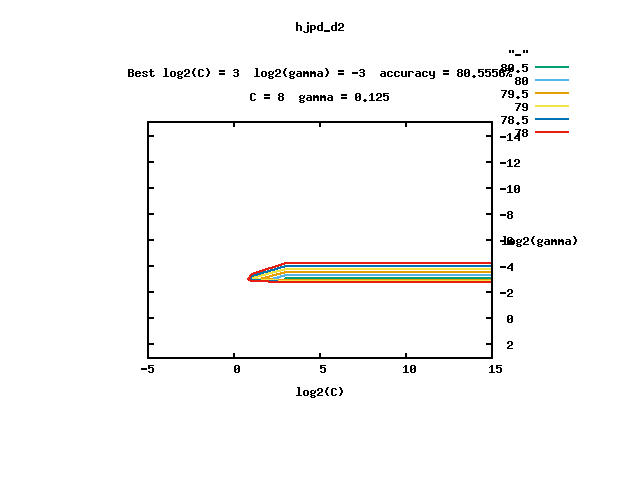 hjpd_d2
"-"
Best log2(C) = 3  log2(gamma) = -3  accuracy = 80.5556%
80.5
80
C = 8  gamma = 0.125
79.5
79
78.5
78
-14
-12
-10
-8
-6
log2(gamma)
-4
-2
0
2
-5 0 5 10 15
log2(C)